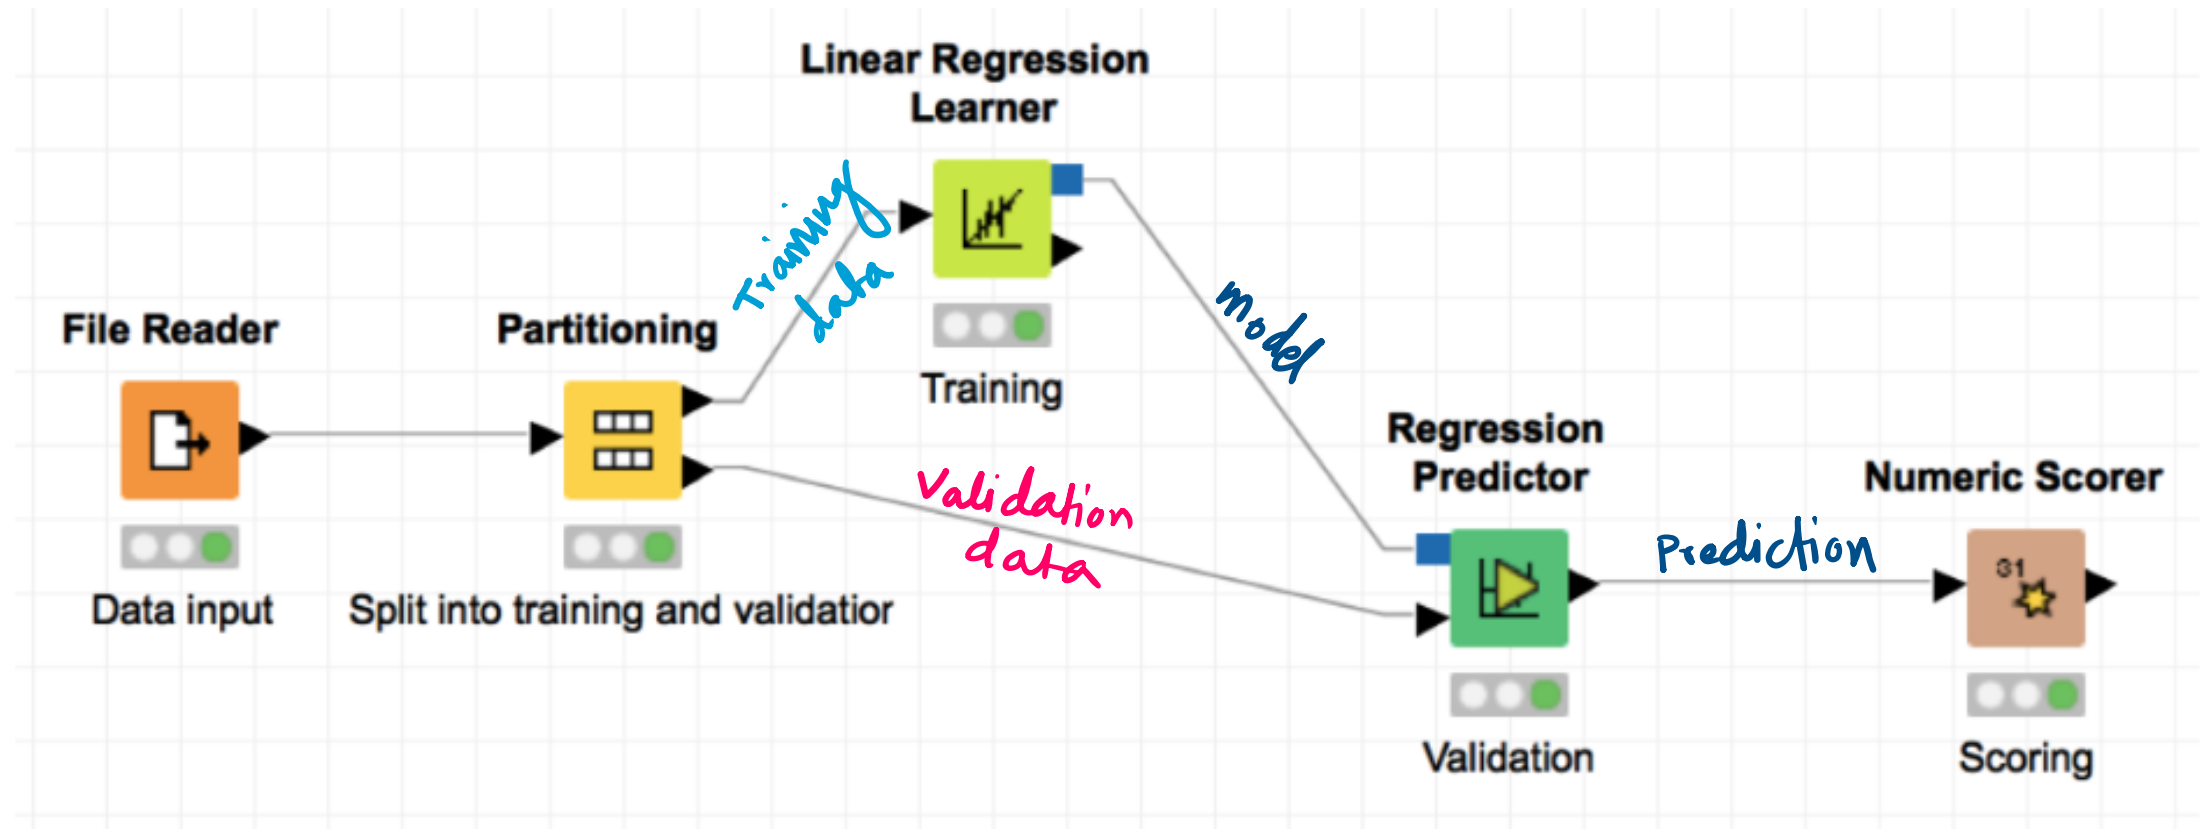 Linear Regression
Learner
Training
data
File Reader
Partitioning
model
Training
Regression
Predictor
Numeric Scorer
Validation
data
Prediction
Data input
Split into training and validatior
Validation
Scoring